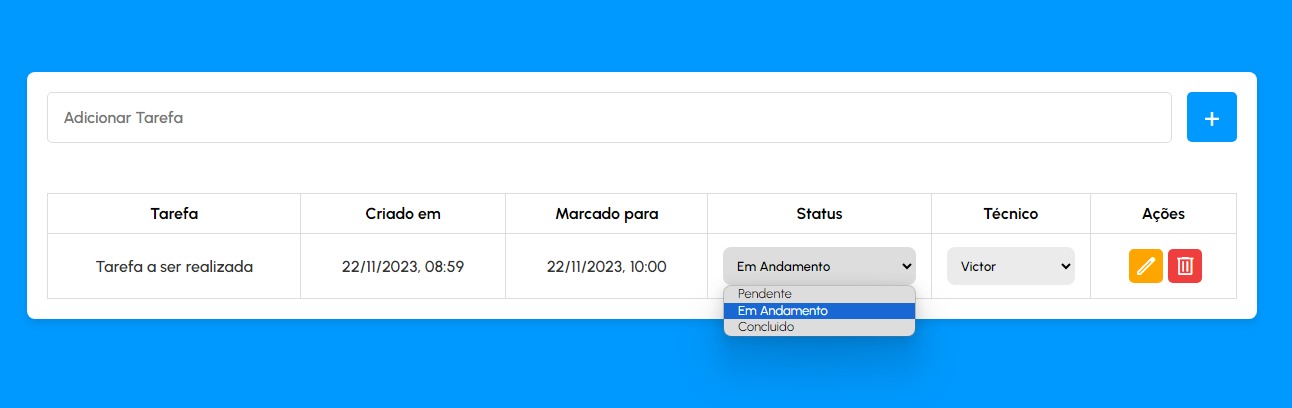 Adicionar Tarefa
+
Tarefa Criado em Marcado para Status Técnico Ações
Tarefa a ser realizada 22/11/2023, 08:59 22/11/2023, 10:00 Em Andamento Victor
Pendente
Em Andamento
Concluido